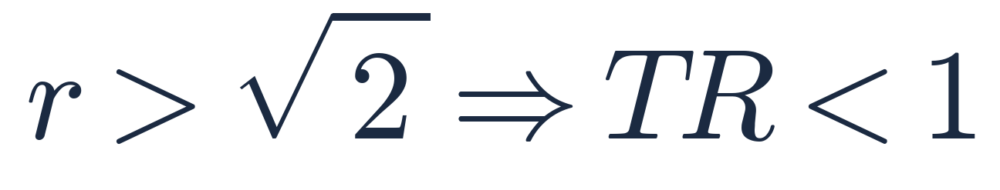 r > √2 ⇒ TR < 1